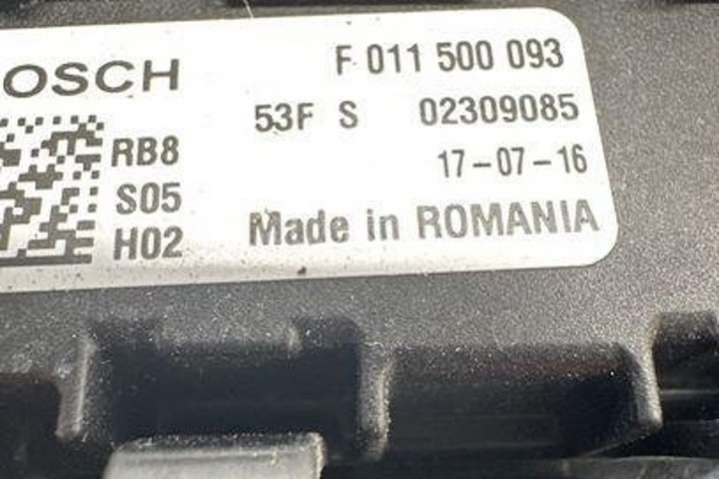 OSCH
F 011 500 093
53F S 02309085
RB8
17-07-16
S05
Made in ROMANIA
H02